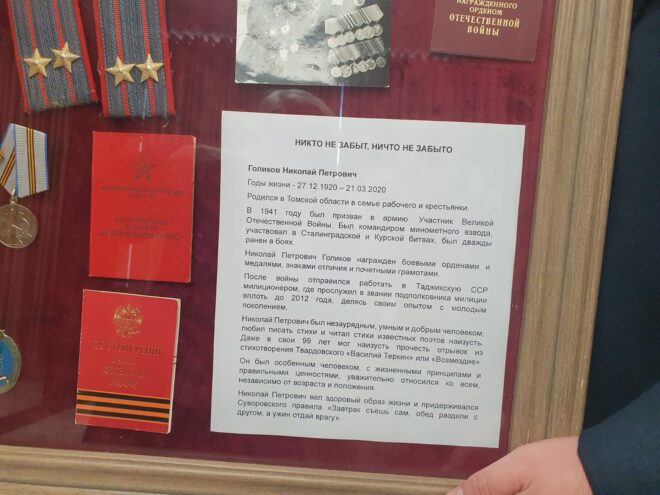 НАГРАЖДЕННОГО
ОРДЕНОМ
ОТЕЧЕСТВЕННОЙ
ВОЙНЫ
НИКТО НЕ ЗАБЫТ, НИЧТО НЕ ЗАБЫТО
Голиков Николай Петрович
Годы жизни - 27.12.1920 – 21.03.2020
Родился в Томской области в семье рабочего и крестьянки.
В 1941 году был призван в армию. Участник Великой
Отечественной Войны. Был командиром минометного взвода,
участвовал в Сталинградской и Курской битвах, был дважды
ранен в боях.
Николай Петрович Голиков награжден боевыми орденами и
медалями, знаками отличия и почетными грамотами.
После войны отправился работать в Таджикскую ССР
милиционером, где прослужил в звании подполковника милиции
вплоть до 2012 года, делясь своим опытом с молодым
поколением.
Николай Петрович был незаурядным, умным и добрым человеком.
любил писать стихи и читал стихи известных поэтов наизусть.
Даже в свои 99 лет мог наизусть прочесть отрывок из
стихотворения Твардовского «Василий Теркин» или «Возмездие».
Он был особенным человеком, с жизненными принципами и
правильными ценностями, уважительно относился ко всем,
независимо от возраста и положения.
Николай Петрович вел здоровый образ жизни и придерживался
Суворовского правила «Завтрак съешь сам, обед раздели с
другом, а ужин отдай врагу».
УДОСТОВЕРЕНИЕ